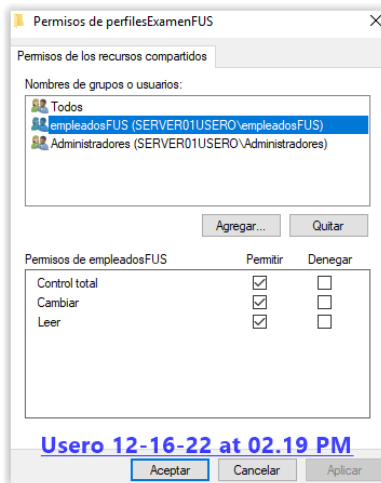 Permisos de perfilesExamenFUS
Permisos de los recursos compartidos
Nombres de grupos o usuarios:
Todos
empleadosFUS (SERVER01USERO\empleadosFUS)
Administradores (SERVER01USERO\Administradores)
Agregar... Quitar
Permisos de empleadosFUS Permitir Denegar
Control total
Cambiar
Leer
Usero 12-16-22 at 02.19 PM
Aceptar Cancelar Aplicar